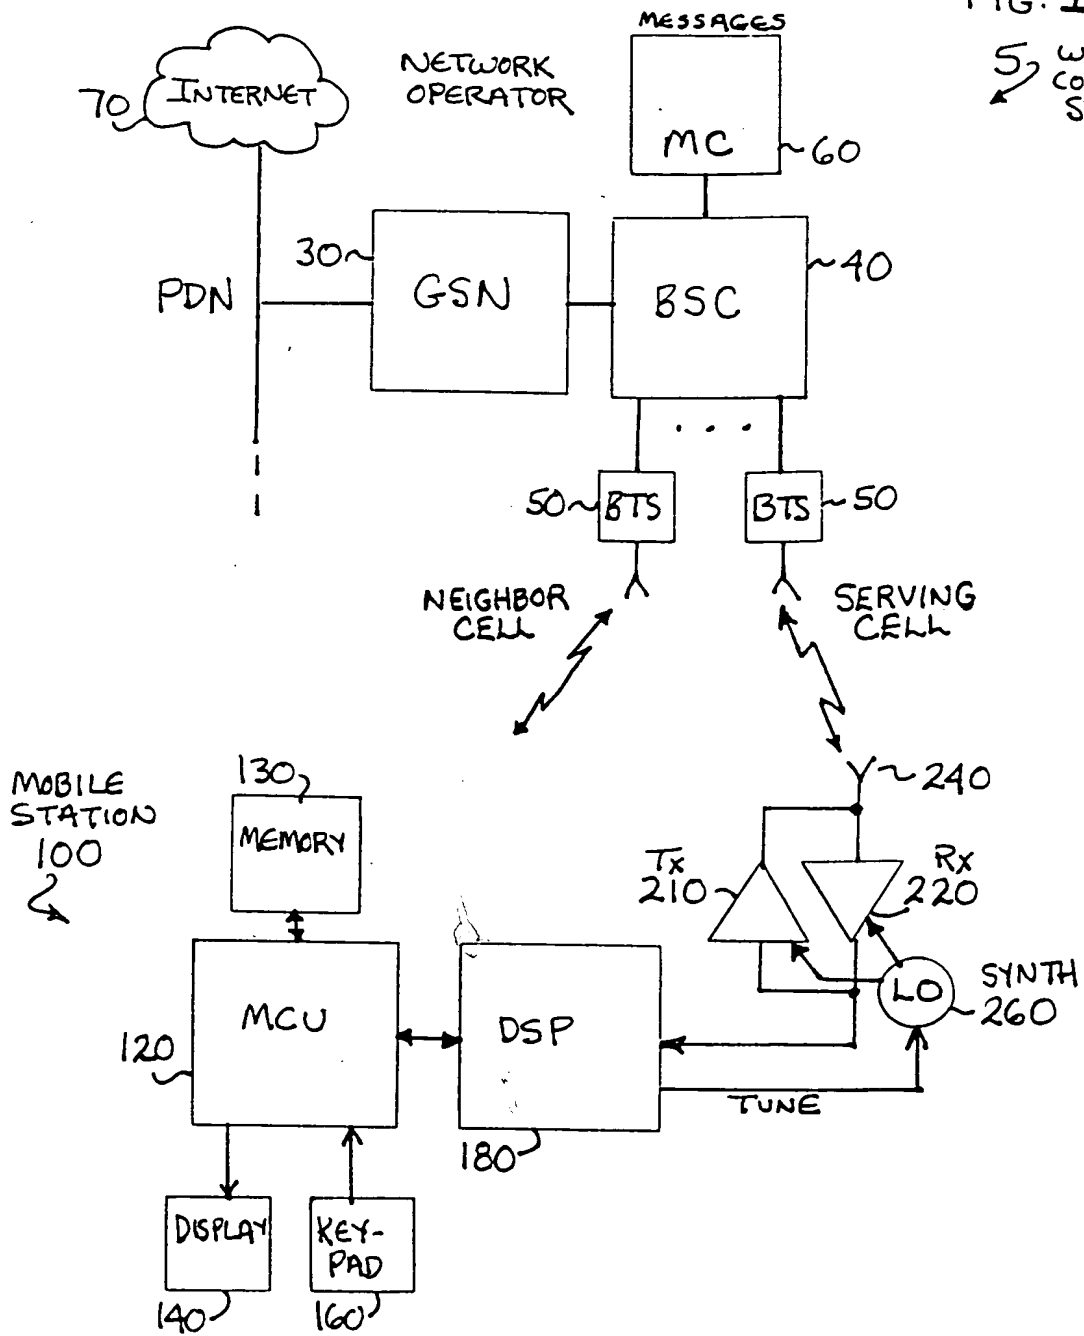 FIG. 1
5
MESSAGES
NETWORK
OPERATOR
INTERNET
70
MC
60
30
GSN
40
BSC
PDN
50
BTS
BTS
50
NEIGHBOR
CELL
SERVING
CELL
MOBILE
STATION
100
130
MEMORY
240
Tx
210
Rx
220
MCU
DSP
LO
SYNTH
260
120
TUNE
180
DISPLAY
KEY-
PAD
140
160